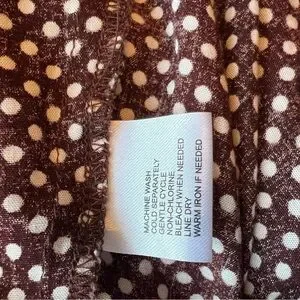 MACHINE WASH
COLD SEPARATELY
GENTLE CYCLE
NON-CHLORINE
BLEACH WHEN NEEDED
LINE DRY
WARM IRON IF NEEDED